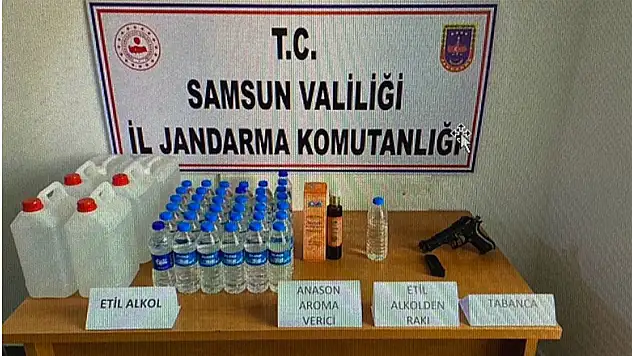 T.C.
SAMSUN VALİLİĞİ
İL JANDARMA KOMUTANLIĞI
ETİL ALKOL
ANASON
AROMA
VERİCİ
ETİL
ALKOLDEN
RAKI
TABANCA